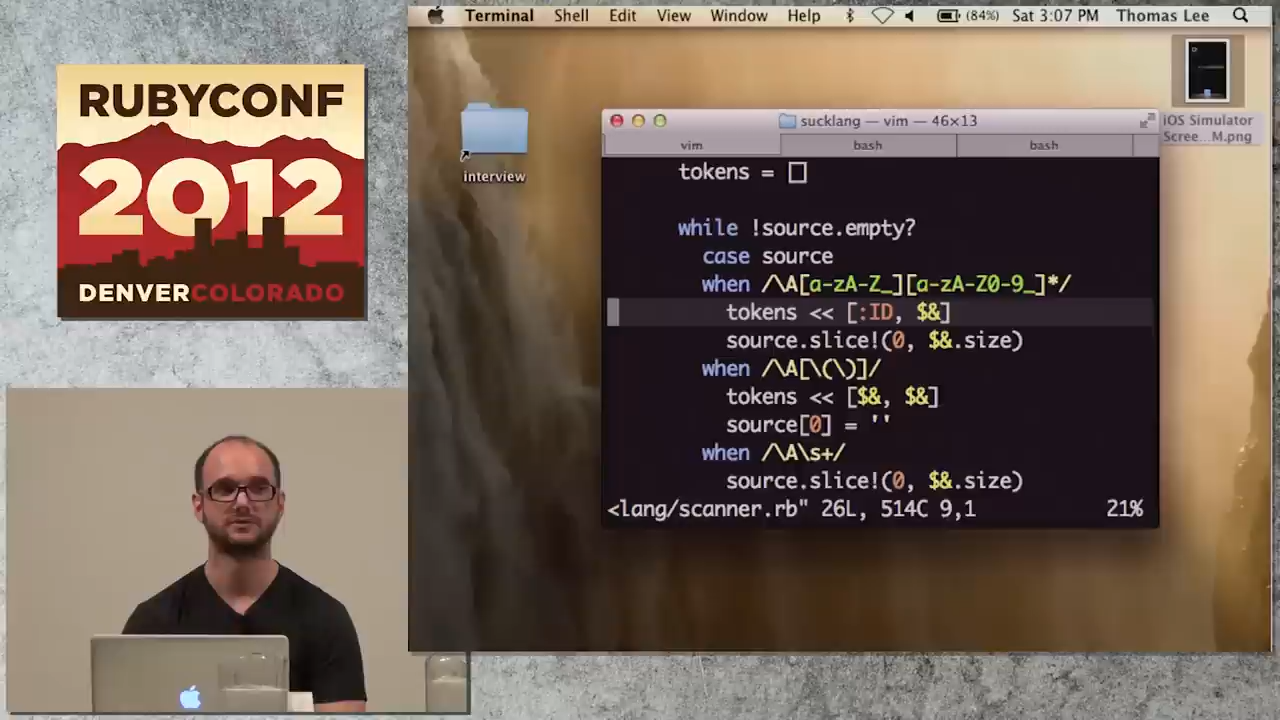 RUBYCONF
2012
DENVERCOLORADO
Terminal Shell Edit View Window Help (84%) Sat 3:07 PM Thomas Lee
interview
iOS Simulator
Scree...M.png
sucklang — vim — 46×13
vim bash bash
tokens = []
while !source.empty?
case source
when /\A[a-zA-Z_][a-zA-Z0-9_]*/
tokens << [:ID, $&]
source.slice!(0, $&.size)
when /\A[\(\)]/
tokens << [$&, $&]
source[0] = ''
when /\A\s+/
source.slice!(0, $&.size)
<lang/scanner.rb" 26L, 514C 9,1 21%